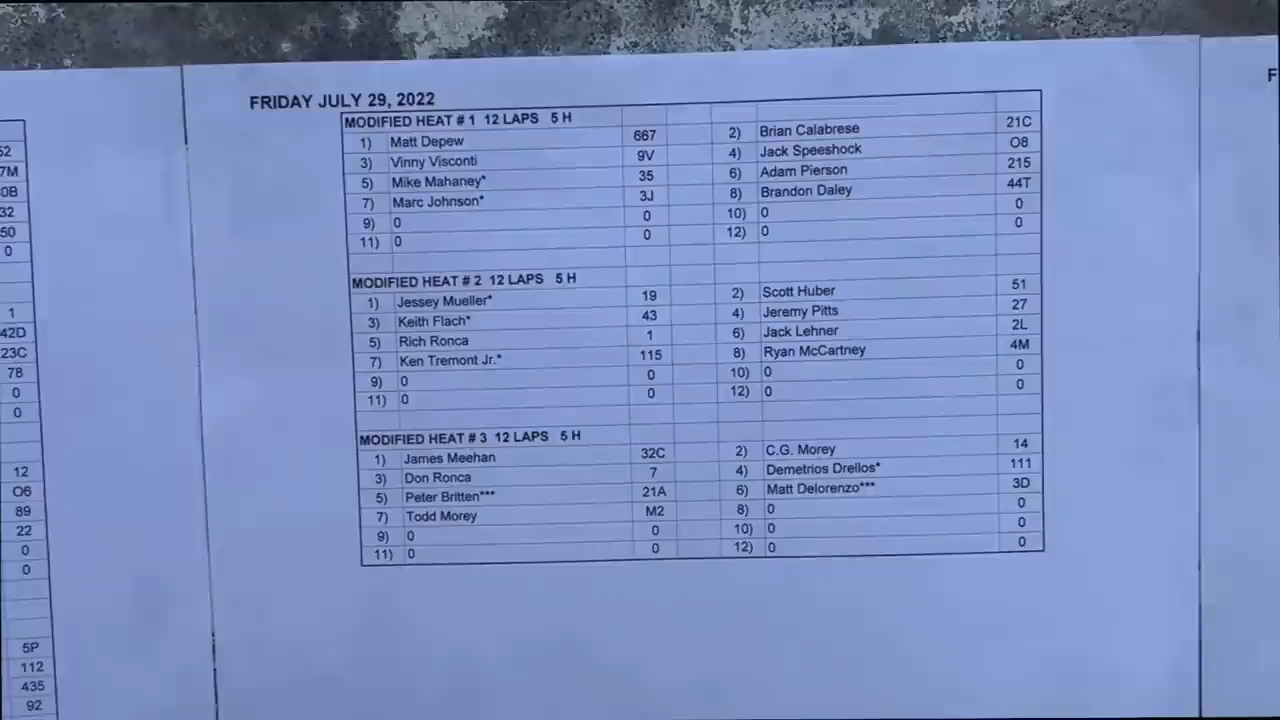 FRIDAY JULY 29, 2022
MODIFIED HEAT # 1 12 LAPS 5 H
1) Matt Depew 667 2) Brian Calabrese 21C
3) Vinny Visconti 9V 4) Jack Speeshock O8
5) Mike Mahaney* 35 6) Adam Pierson 215
7) Marc Johnson* 3J 8) Brandon Daley 44T
9) 0 0 10) 0 0
11) 0 0 12) 0 0
MODIFIED HEAT # 2 12 LAPS 5 H
1) Jessey Mueller* 19 2) Scott Huber 51
3) Keith Flach* 43 4) Jeremy Pitts 27
5) Rich Ronca 1 6) Jack Lehner 2L
7) Ken Tremont Jr.* 115 8) Ryan McCartney 4M
9) 0 0 10) 0 0
11) 0 0 12) 0 0
MODIFIED HEAT # 3 12 LAPS 5 H
1) James Meehan 32C 2) C.G. Morey 14
3) Don Ronca 7 4) Demetrios Drellos* 111
5) Peter Britten*** 21A 6) Matt Delorenzo*** 3D
7) Todd Morey M2 8) 0 0
9) 0 0 10) 0 0
11) 0 0 12) 0 0
52
7M
0B
32
50
0
1
42D
23C
78
0
0
12
O6
89
22
0
0
5P
112
435
92
F